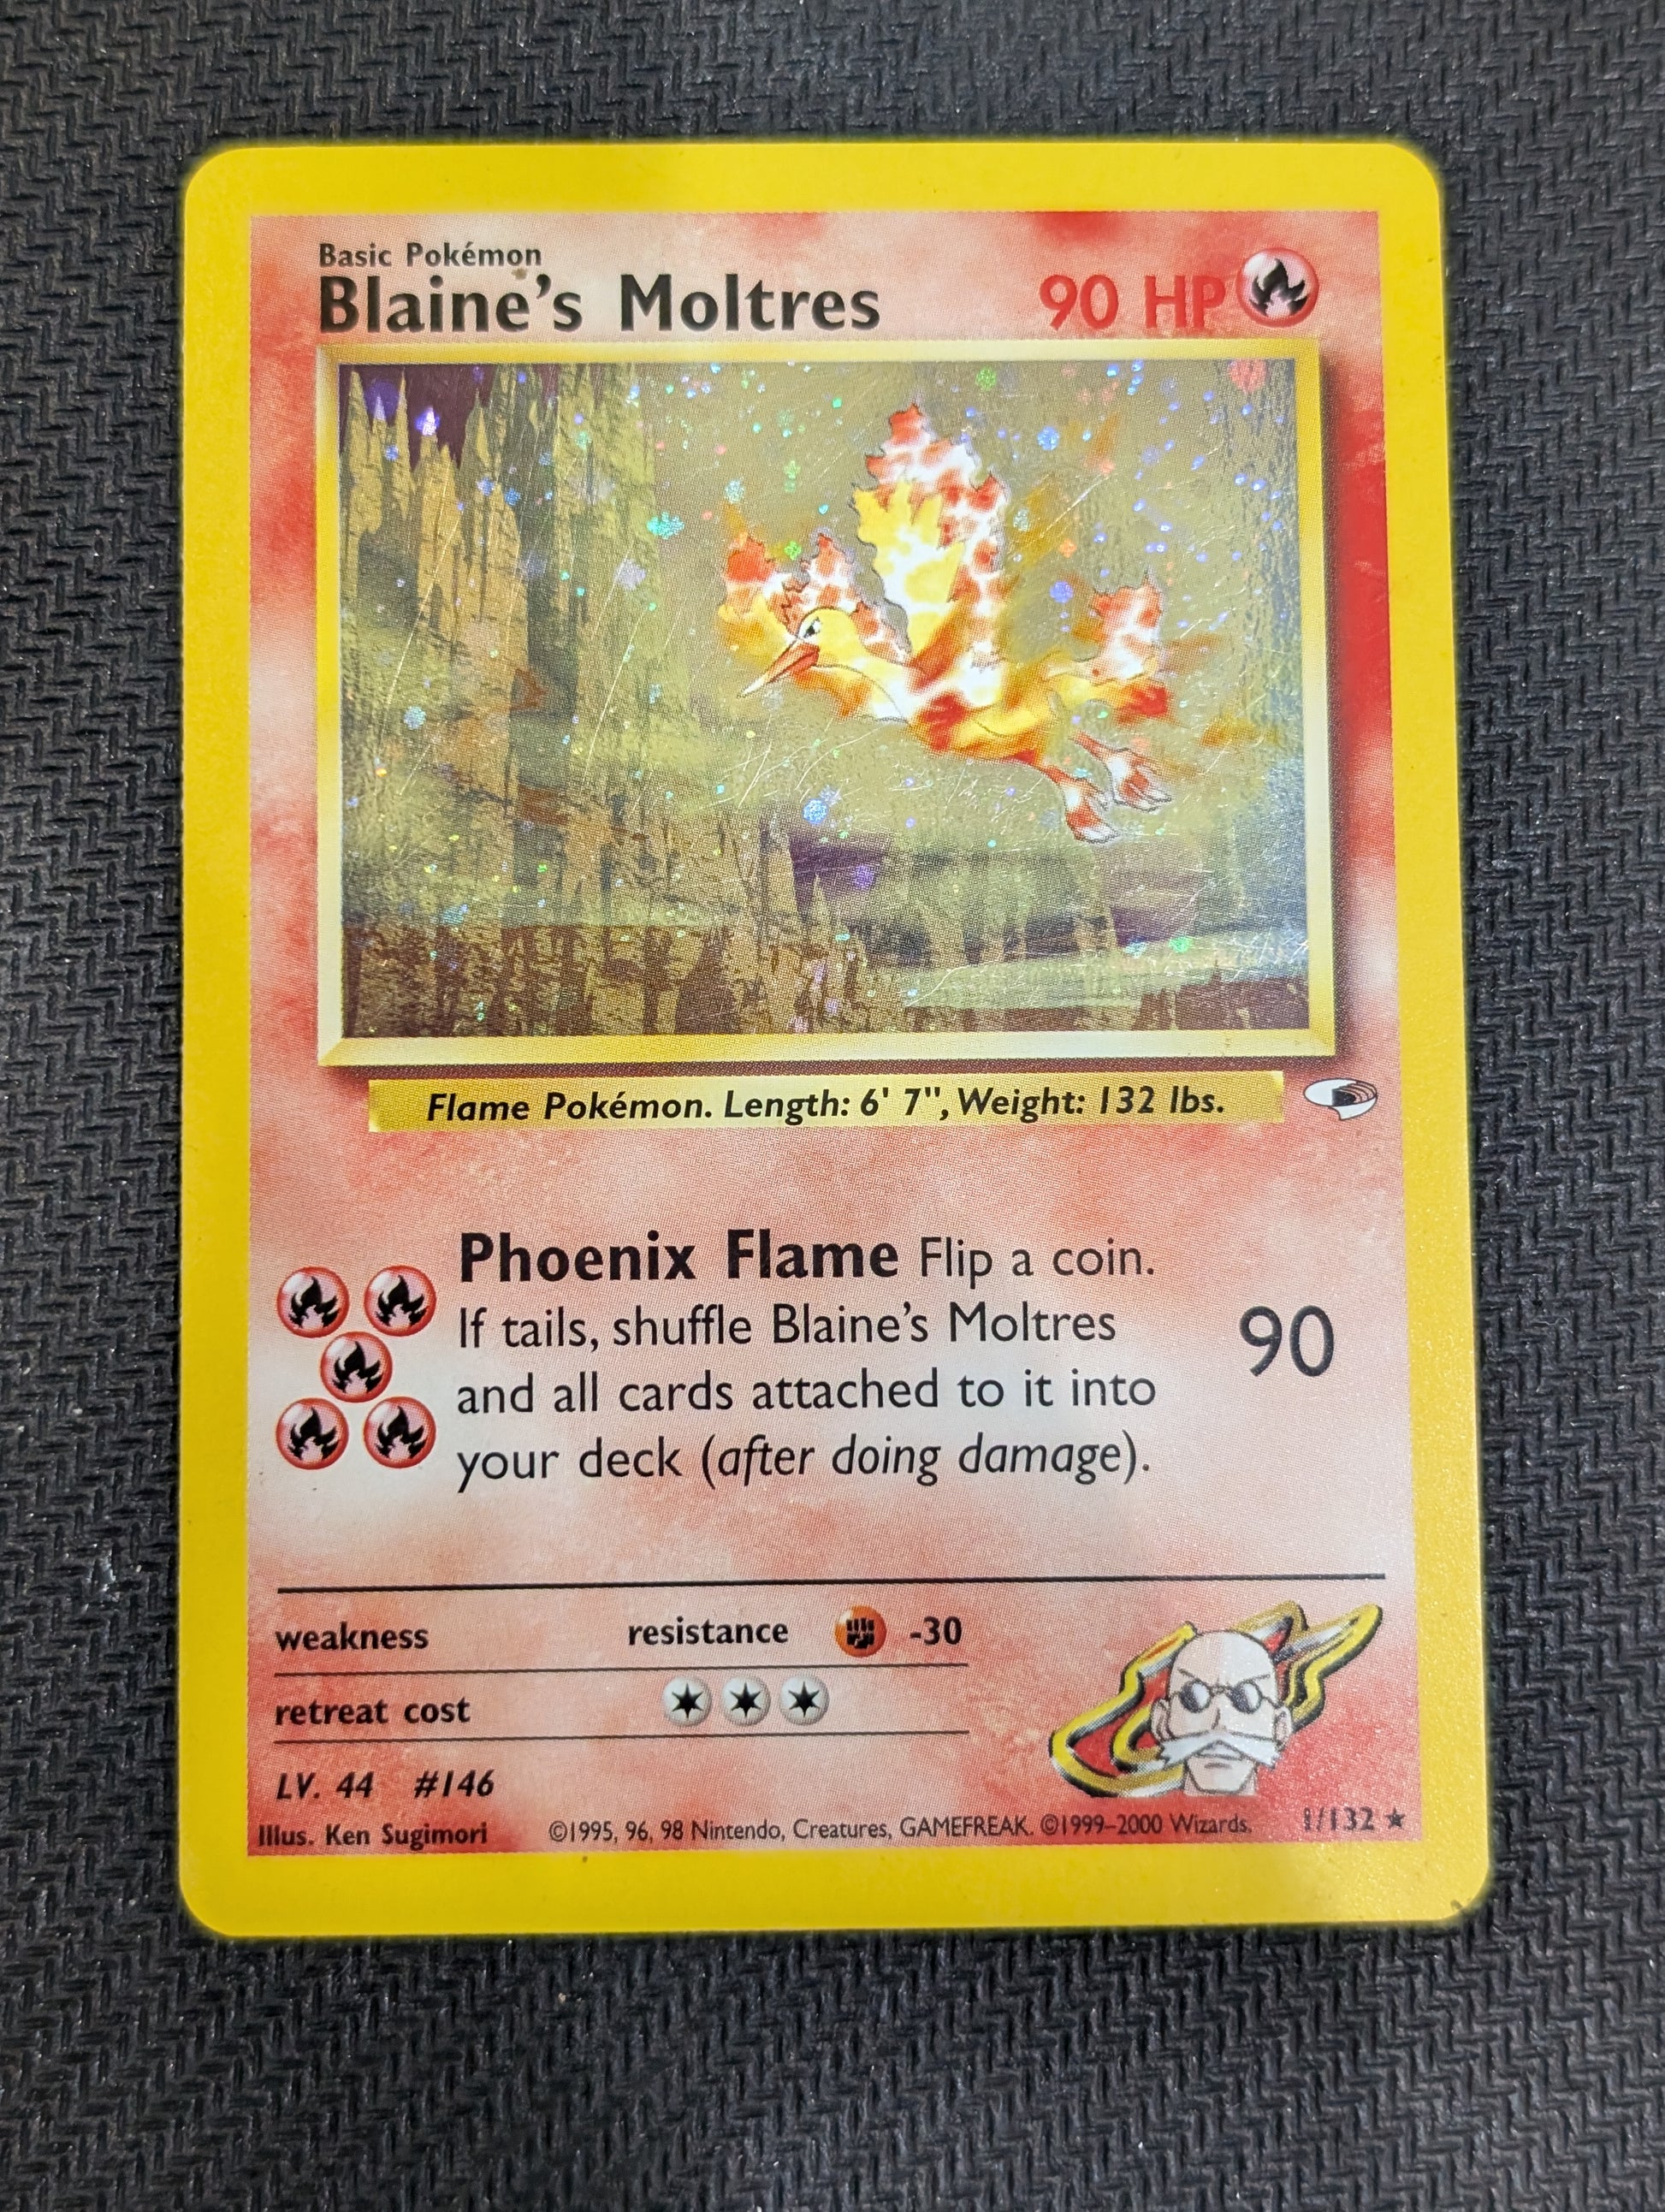 Basic Pokémon
Blaine's Moltres 90 HP
Flame Pokémon. Length: 6' 7", Weight: 132 lbs.
Phoenix Flame Flip a coin.
If tails, shuffle Blaine's Moltres
and all cards attached to it into
your deck (after doing damage).
90
weakness resistance -30
retreat cost
LV. 44 #146
Illus. Ken Sugimori ©1995, 96, 98 Nintendo, Creatures, GAMEFREAK. ©1999–2000 Wizards. 1/132 ★